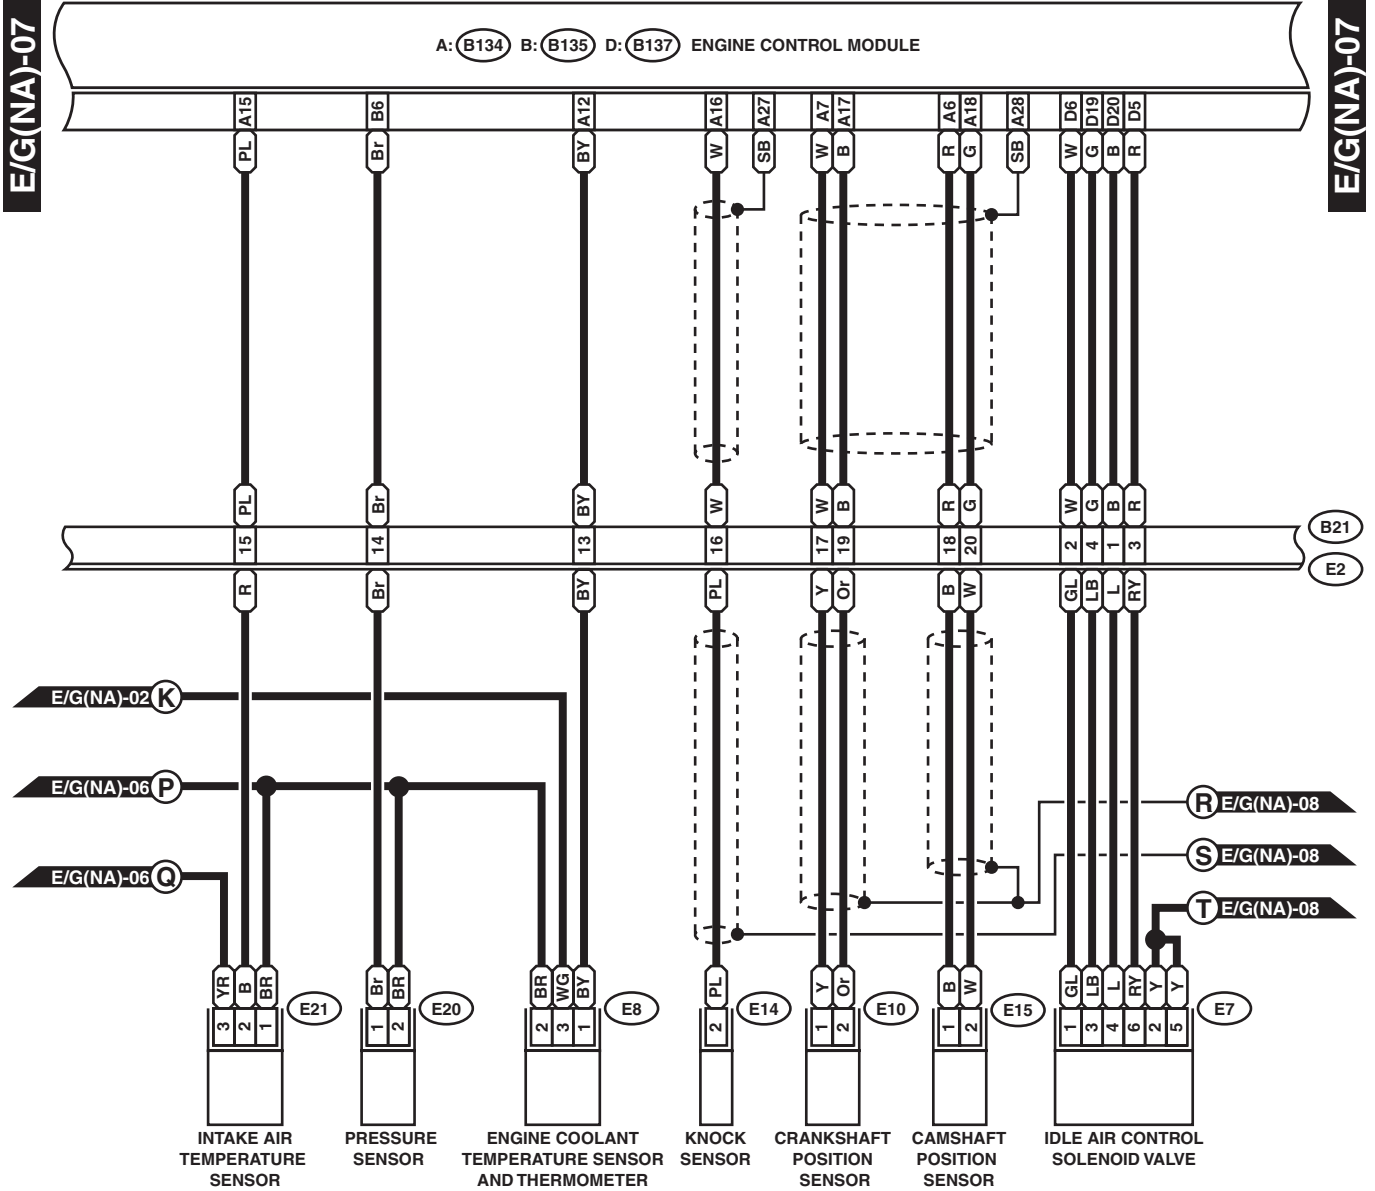 E/G(NA)-07
E/G(NA)-07
A: B134 B: B135 D: B137 ENGINE CONTROL MODULE
A15 B6 A12 A16 A27 A7 A17 A6 A18 A28 D6 D19 D20 D5
PL Br BY W SB W B R G SB W G B R
PL Br BY W W B R G W G B R
B21
15 14 13 16 17 19 18 20 2 4 1 3
E2
R Br BY PL Y Or B W GL LB L RY
E/G(NA)-02 K
E/G(NA)-06 P
R E/G(NA)-08
S E/G(NA)-08
E/G(NA)-06 Q
T E/G(NA)-08
YR B BR Br BR BR WG BY PL Y Or B W GL LB L RY Y Y
E21 E20 E8 E14 E10 E15 E7
3 2 1 1 2 2 3 1 2 1 2 1 2 1 3 4 6 2 5
INTAKE AIR
TEMPERATURE
SENSOR
PRESSURE
SENSOR
ENGINE COOLANT
TEMPERATURE SENSOR
AND THERMOMETER
KNOCK
SENSOR
CRANKSHAFT
POSITION
SENSOR
CAMSHAFT
POSITION
SENSOR
IDLE AIR CONTROL
SOLENOID VALVE